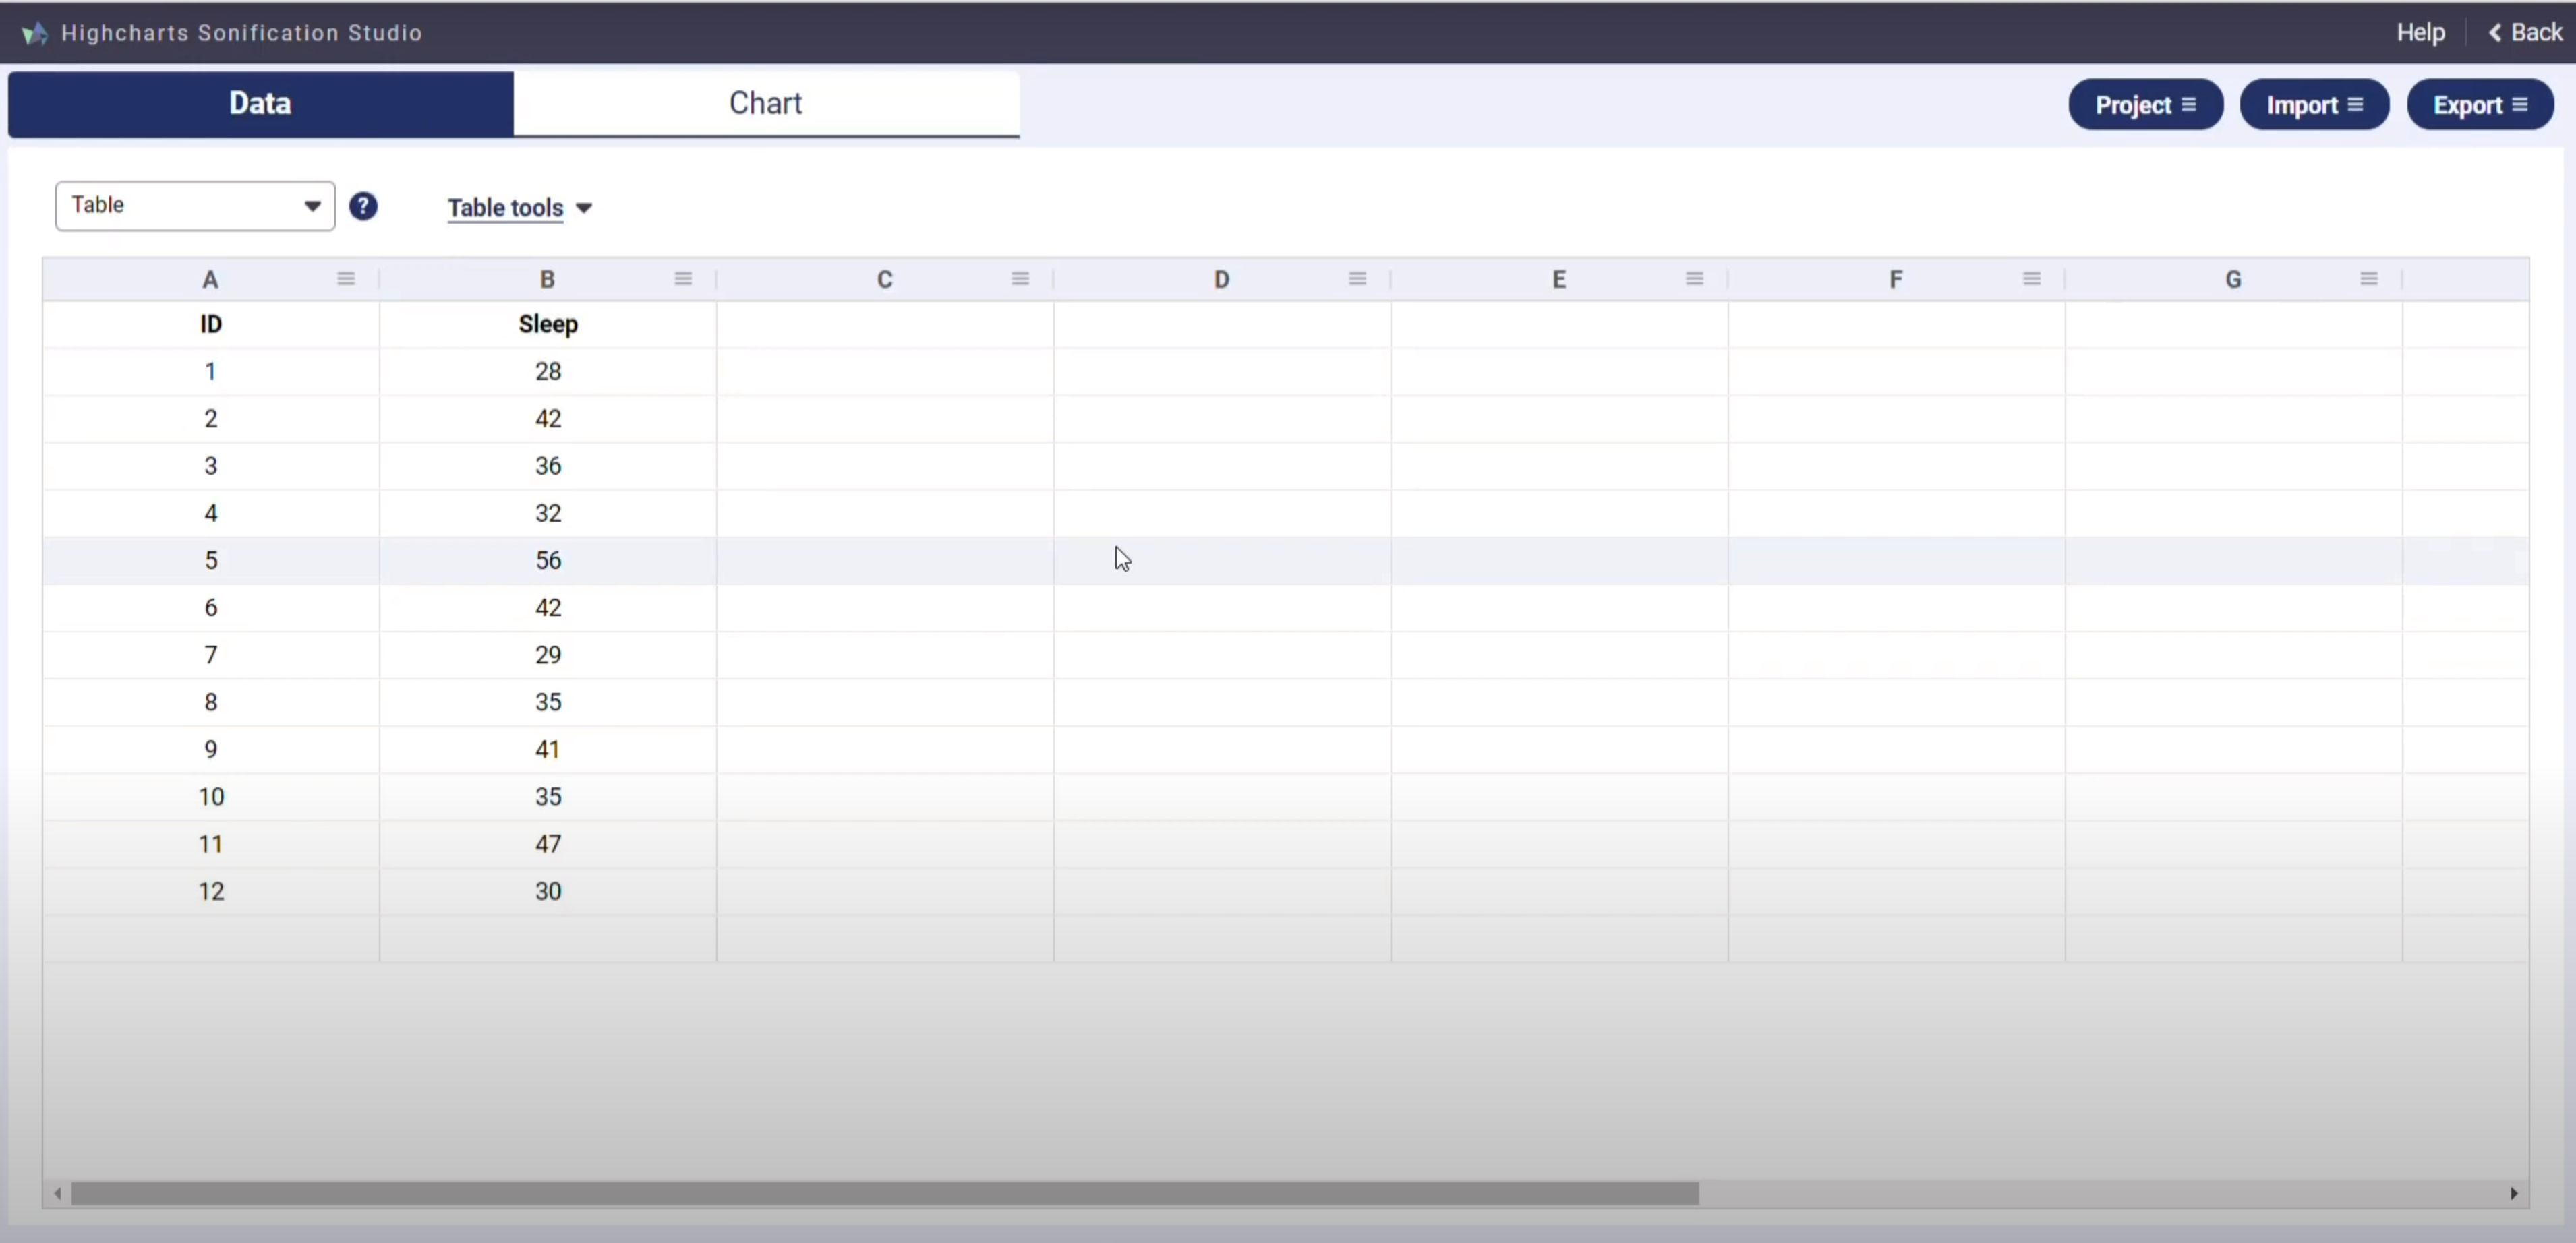 Highcharts Sonification Studio Help Back
Data Chart Project Import Export
Table ? Table tools
A B C D E F G
ID Sleep
1 28
2 42
3 36
4 32
5 56
6 42
7 29
8 35
9 41
10 35
11 47
12 30